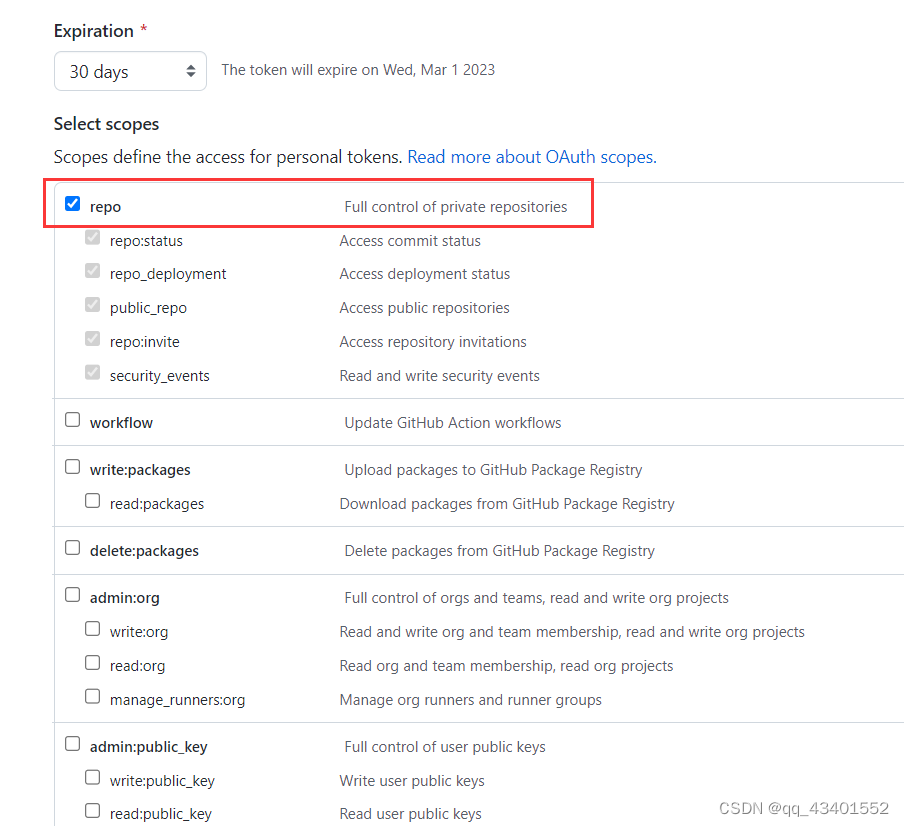 Expiration *
30 days The token will expire on Wed, Mar 1 2023
Select scopes
Scopes define the access for personal tokens. Read more about OAuth scopes.
repo Full control of private repositories
repo:status Access commit status
repo_deployment Access deployment status
public_repo Access public repositories
repo:invite Access repository invitations
security_events Read and write security events
workflow Update GitHub Action workflows
write:packages Upload packages to GitHub Package Registry
read:packages Download packages from GitHub Package Registry
delete:packages Delete packages from GitHub Package Registry
admin:org Full control of orgs and teams, read and write org projects
write:org Read and write org and team membership, read and write org projects
read:org Read org and team membership, read org projects
manage_runners:org Manage org runners and runner groups
admin:public_key Full control of user public keys
write:public_key Write user public keys
read:public_key Read user public keys
CSDN @qq_43401552